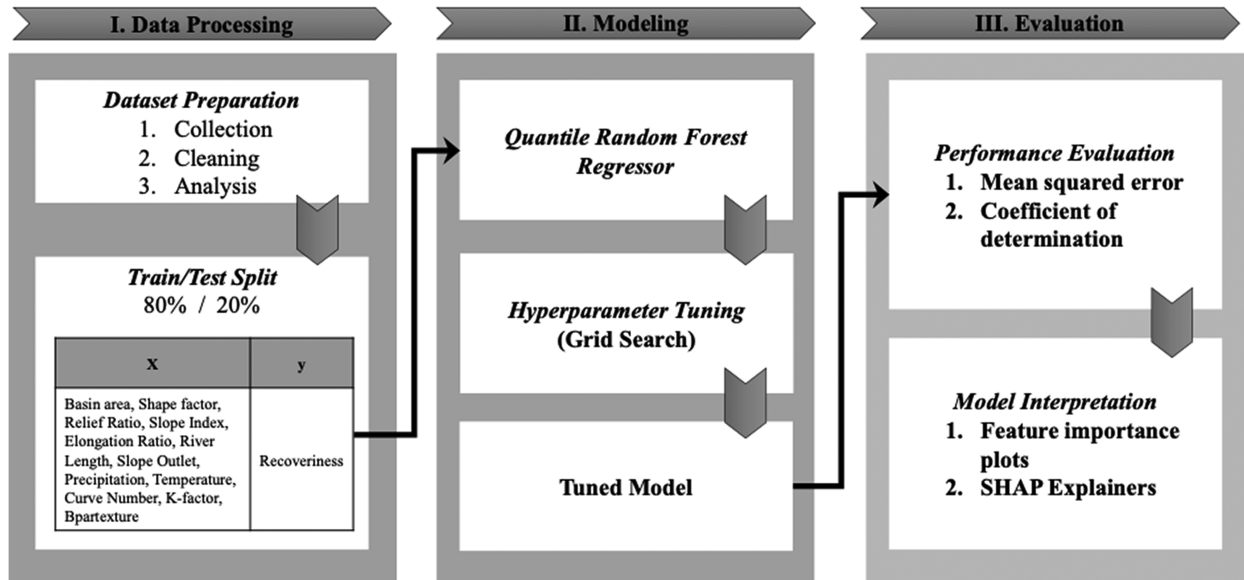 I. Data Processing
Dataset Preparation
1. Collection
2. Cleaning
3. Analysis
Train/Test Split
80% / 20%
X
y
Basin area, Shape factor,
Relief Ratio, Slope Index,
Elongation Ratio, River
Length, Slope Outlet,
Precipitation, Temperature,
Curve Number, K-factor,
Bpartexture
Recoveriness
II. Modeling
Quantile Random Forest
Regressor
Hyperparameter Tuning
(Grid Search)
Tuned Model
III. Evaluation
Performance Evaluation
1. Mean squared error
2. Coefficient of
determination
Model Interpretation
1. Feature importance
plots
2. SHAP Explainers